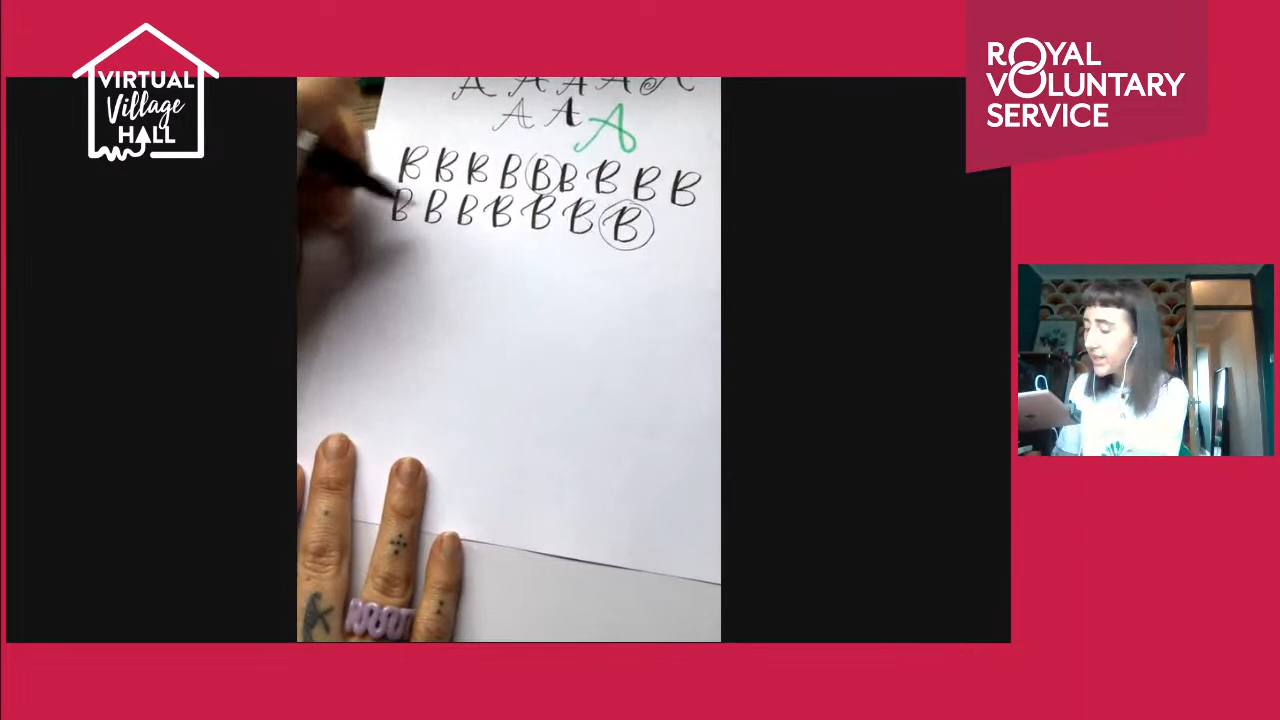 VIRTUAL
Village
HALL
ROYAL
VOLUNTARY
SERVICE
A A A A A
A A A
B B B B B B B B B
B B B B B B B